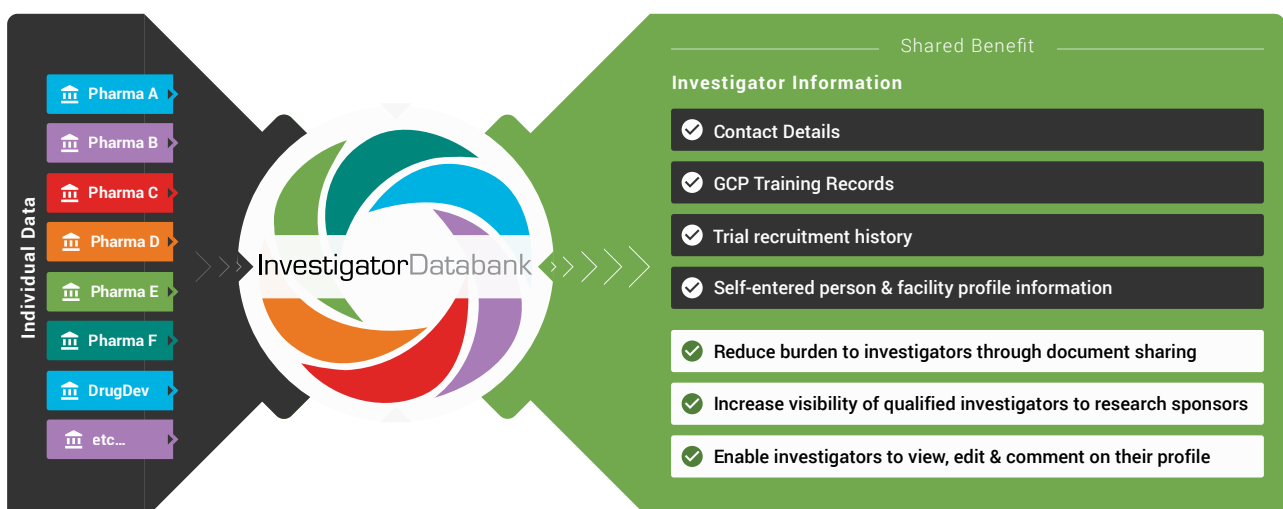 Individual Data
Pharma A
Pharma B
Pharma C
Pharma D
Pharma E
Pharma F
DrugDev
etc...
InvestigatorDatabank
Shared Benefit
Investigator Information
Contact Details
GCP Training Records
Trial recruitment history
Self-entered person & facility profile information
Reduce burden to investigators through document sharing
Increase visibility of qualified investigators to research sponsors
Enable investigators to view, edit & comment on their profile